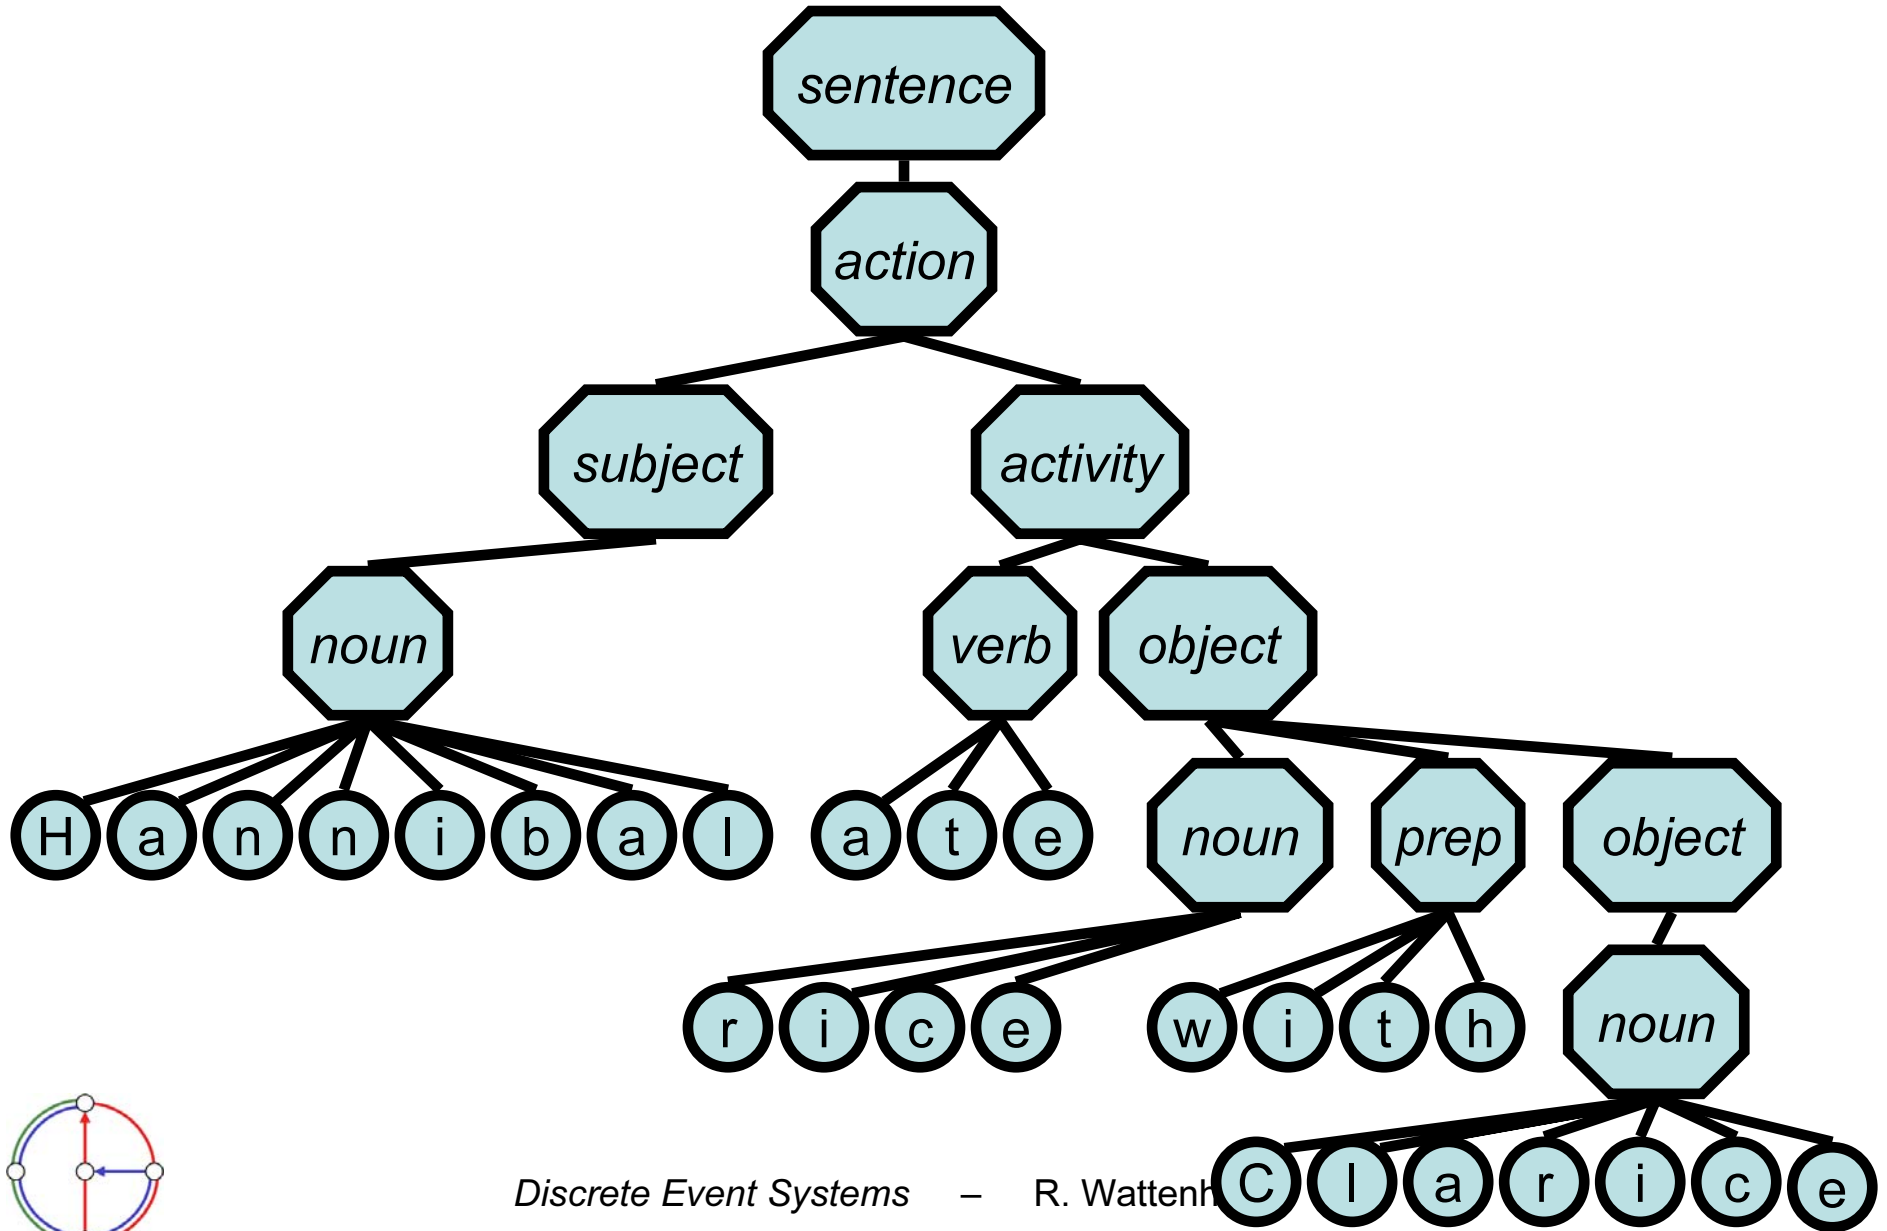 sentence
action
subject activity
noun verb object
H a n n i b a l a t e noun prep object
r i c e w i t h noun
C l a r i c e
Discrete Event Systems – R. Wattenh